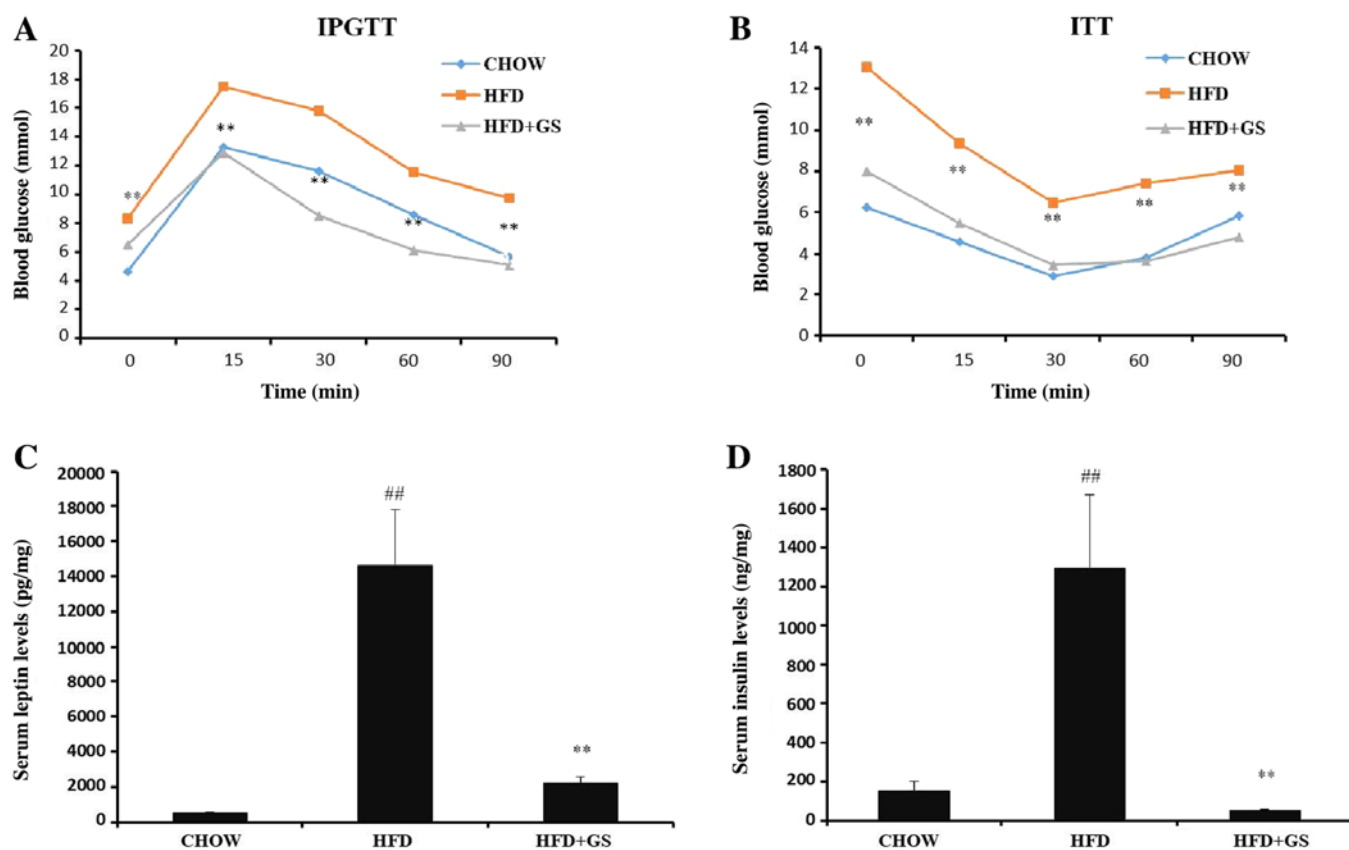 A
IPGTT
Blood glucose (mmol)
20
18
16
14
12
10
8
6
4
2
0
CHOW
HFD
HFD+GS
**
**
**
**
**
0 15 30 60 90
Time (min)
B
ITT
Blood glucose (mmol)
14
12
10
8
6
4
2
0
CHOW
HFD
HFD+GS
**
**
**
**
**
0 15 30 60 90
Time (min)
C
Serum leptin levels (pg/mg)
20000
18000
16000
14000
12000
10000
8000
6000
4000
2000
0
##
**
CHOW HFD HFD+GS
D
Serum insulin levels (ng/mg)
1800
1600
1400
1200
1000
800
600
400
200
0
##
**
CHOW HFD HFD+GS